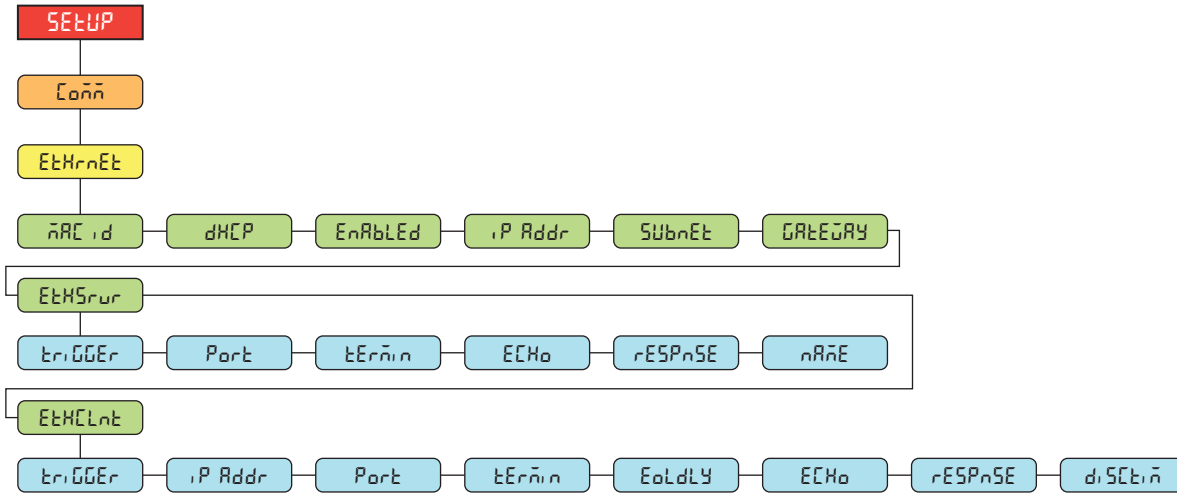 SEtUP
Comm
EtHrnEt
mAC id
dHCP
EnAbLEd
iP Addr
SUbnEt
GAtEwAY
EtHSrvr
triGGEr
Port
tErmin
ECHo
rESPnSE
nAmE
EtHCLnt
triGGEr
iP Addr
Port
tErmin
EoLdLY
ECHo
rESPnSE
diSCtim